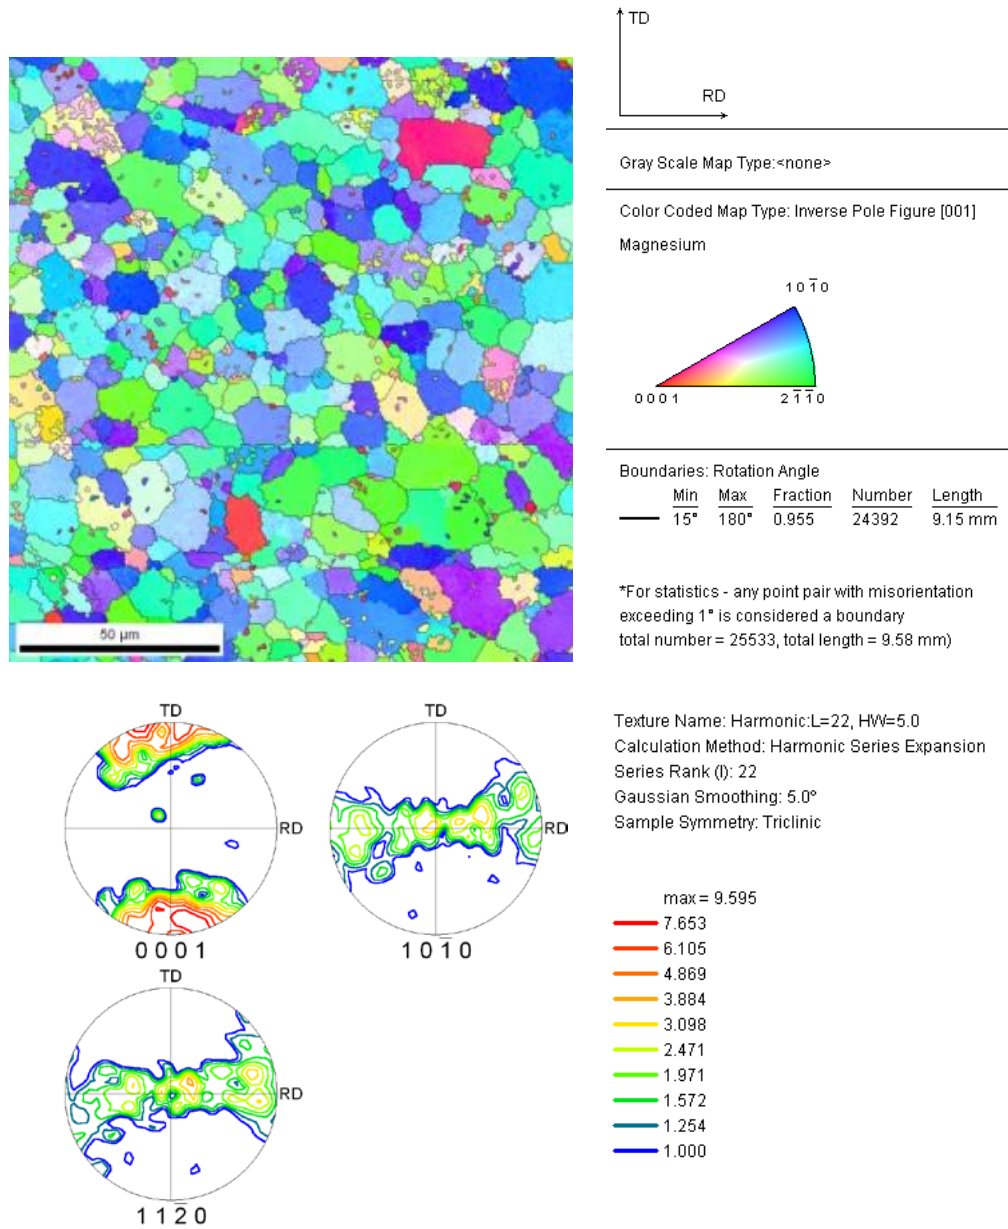 TD
RD
Gray Scale Map Type:<none>
Color Coded Map Type: Inverse Pole Figure [001]
Magnesium
1 0 1̅ 0
0 0 0 1
2 1̅ 1̅ 0
Boundaries: Rotation Angle
Min Max Fraction Number Length
15° 180° 0.955 24392 9.15 mm
*For statistics - any point pair with misorientation
exceeding 1° is considered a boundary
total number = 25533, total length = 9.58 mm)
50 µm
TD
RD
0 0 0 1
TD
RD
1 0 1̅ 0
TD
RD
1 1 2̅ 0
Texture Name: Harmonic:L=22, HW=5.0
Calculation Method: Harmonic Series Expansion
Series Rank (l): 22
Gaussian Smoothing: 5.0°
Sample Symmetry: Triclinic
max = 9.595
7.653
6.105
4.869
3.884
3.098
2.471
1.971
1.572
1.254
1.000